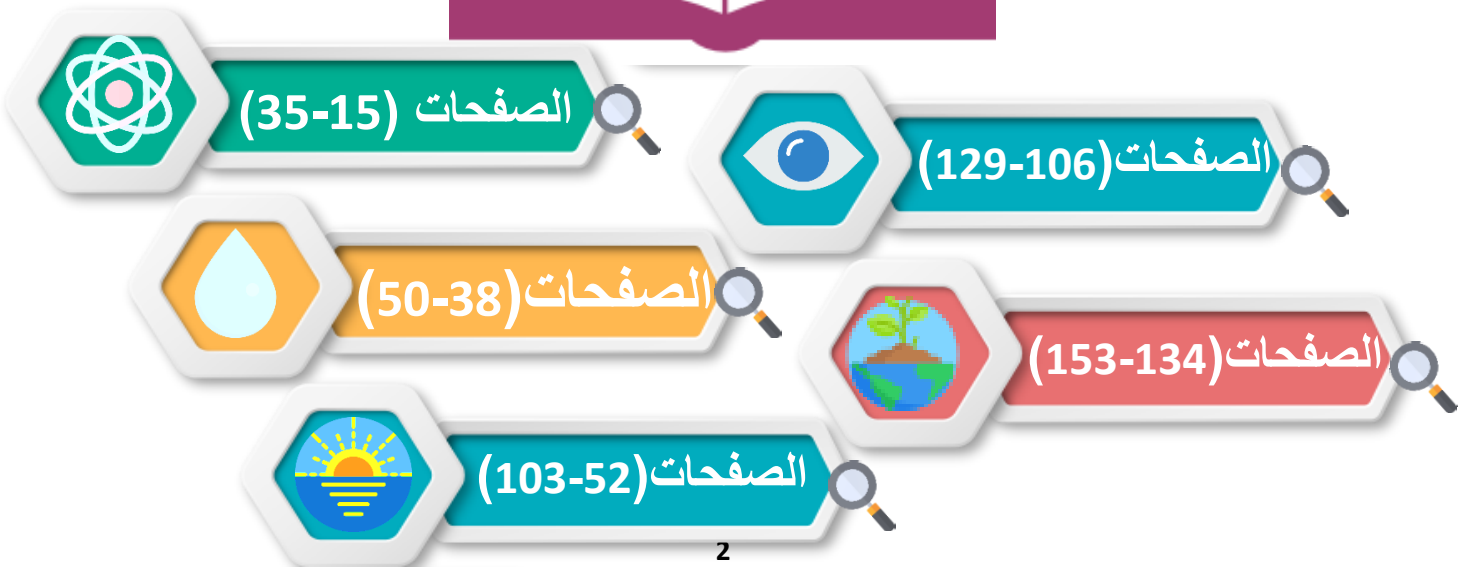 الصفحات (15-35)
الصفحات(38-50)
الصفحات(52-103)
الصفحات(106-129)
الصفحات(134-153)
2